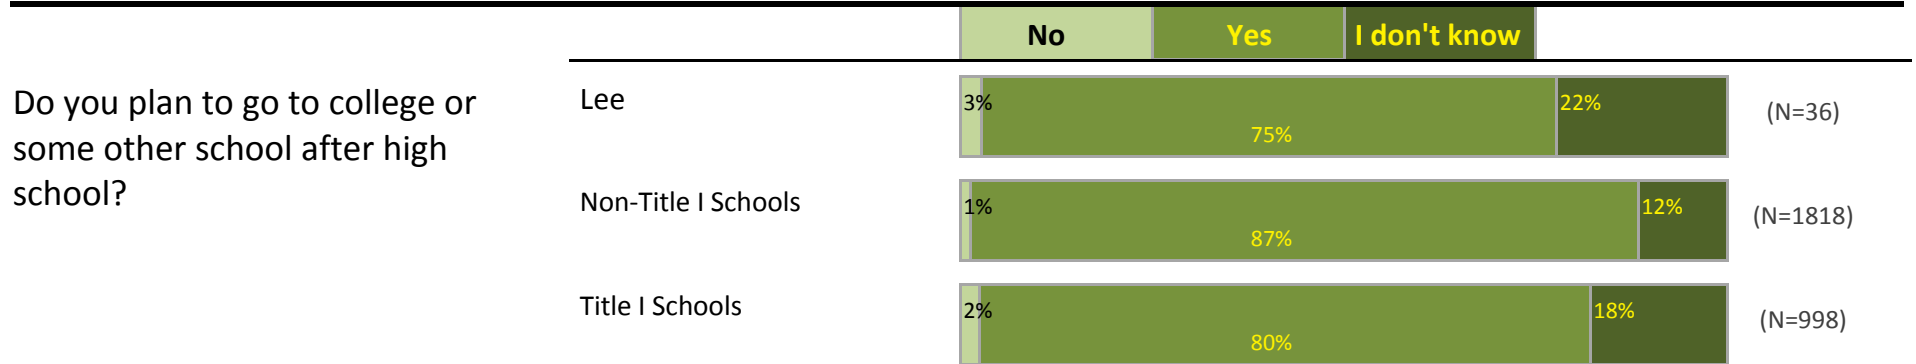 No Yes I don't know
Do you plan to go to college or
some other school after high
school?
Lee 3% 75% 22% (N=36)
Non-Title I Schools 1% 87% 12% (N=1818)
Title I Schools 2% 80% 18% (N=998)